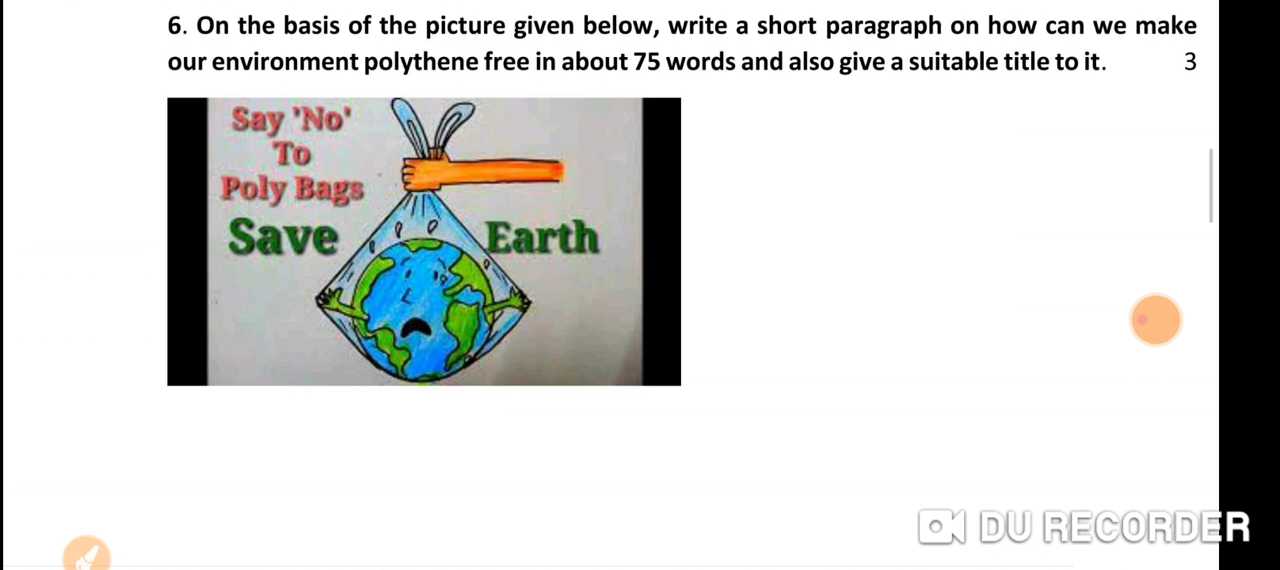 6. On the basis of the picture given below, write a short paragraph on how can we make
our environment polythene free in about 75 words and also give a suitable title to it. 3
Say 'No'
To
Poly Bags
Save Earth
DU RECORDER